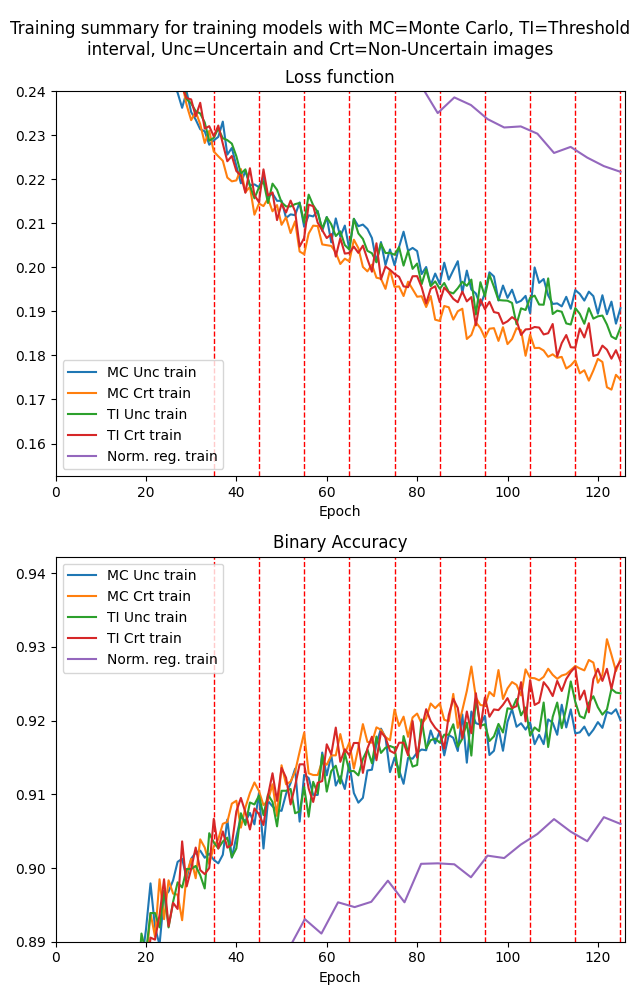 Training summary for training models with MC=Monte Carlo, TI=Threshold
interval, Unc=Uncertain and Crt=Non-Uncertain images
Loss function
0.24
0.23
0.22
0.21
0.20
0.19
0.18
0.17
0.16
MC Unc train
MC Crt train
TI Unc train
TI Crt train
Norm. reg. train
0 20 40 60 80 100 120
Epoch
Binary Accuracy
0.94
0.93
0.92
0.91
0.90
0.89
MC Unc train
MC Crt train
TI Unc train
TI Crt train
Norm. reg. train
0 20 40 60 80 100 120
Epoch